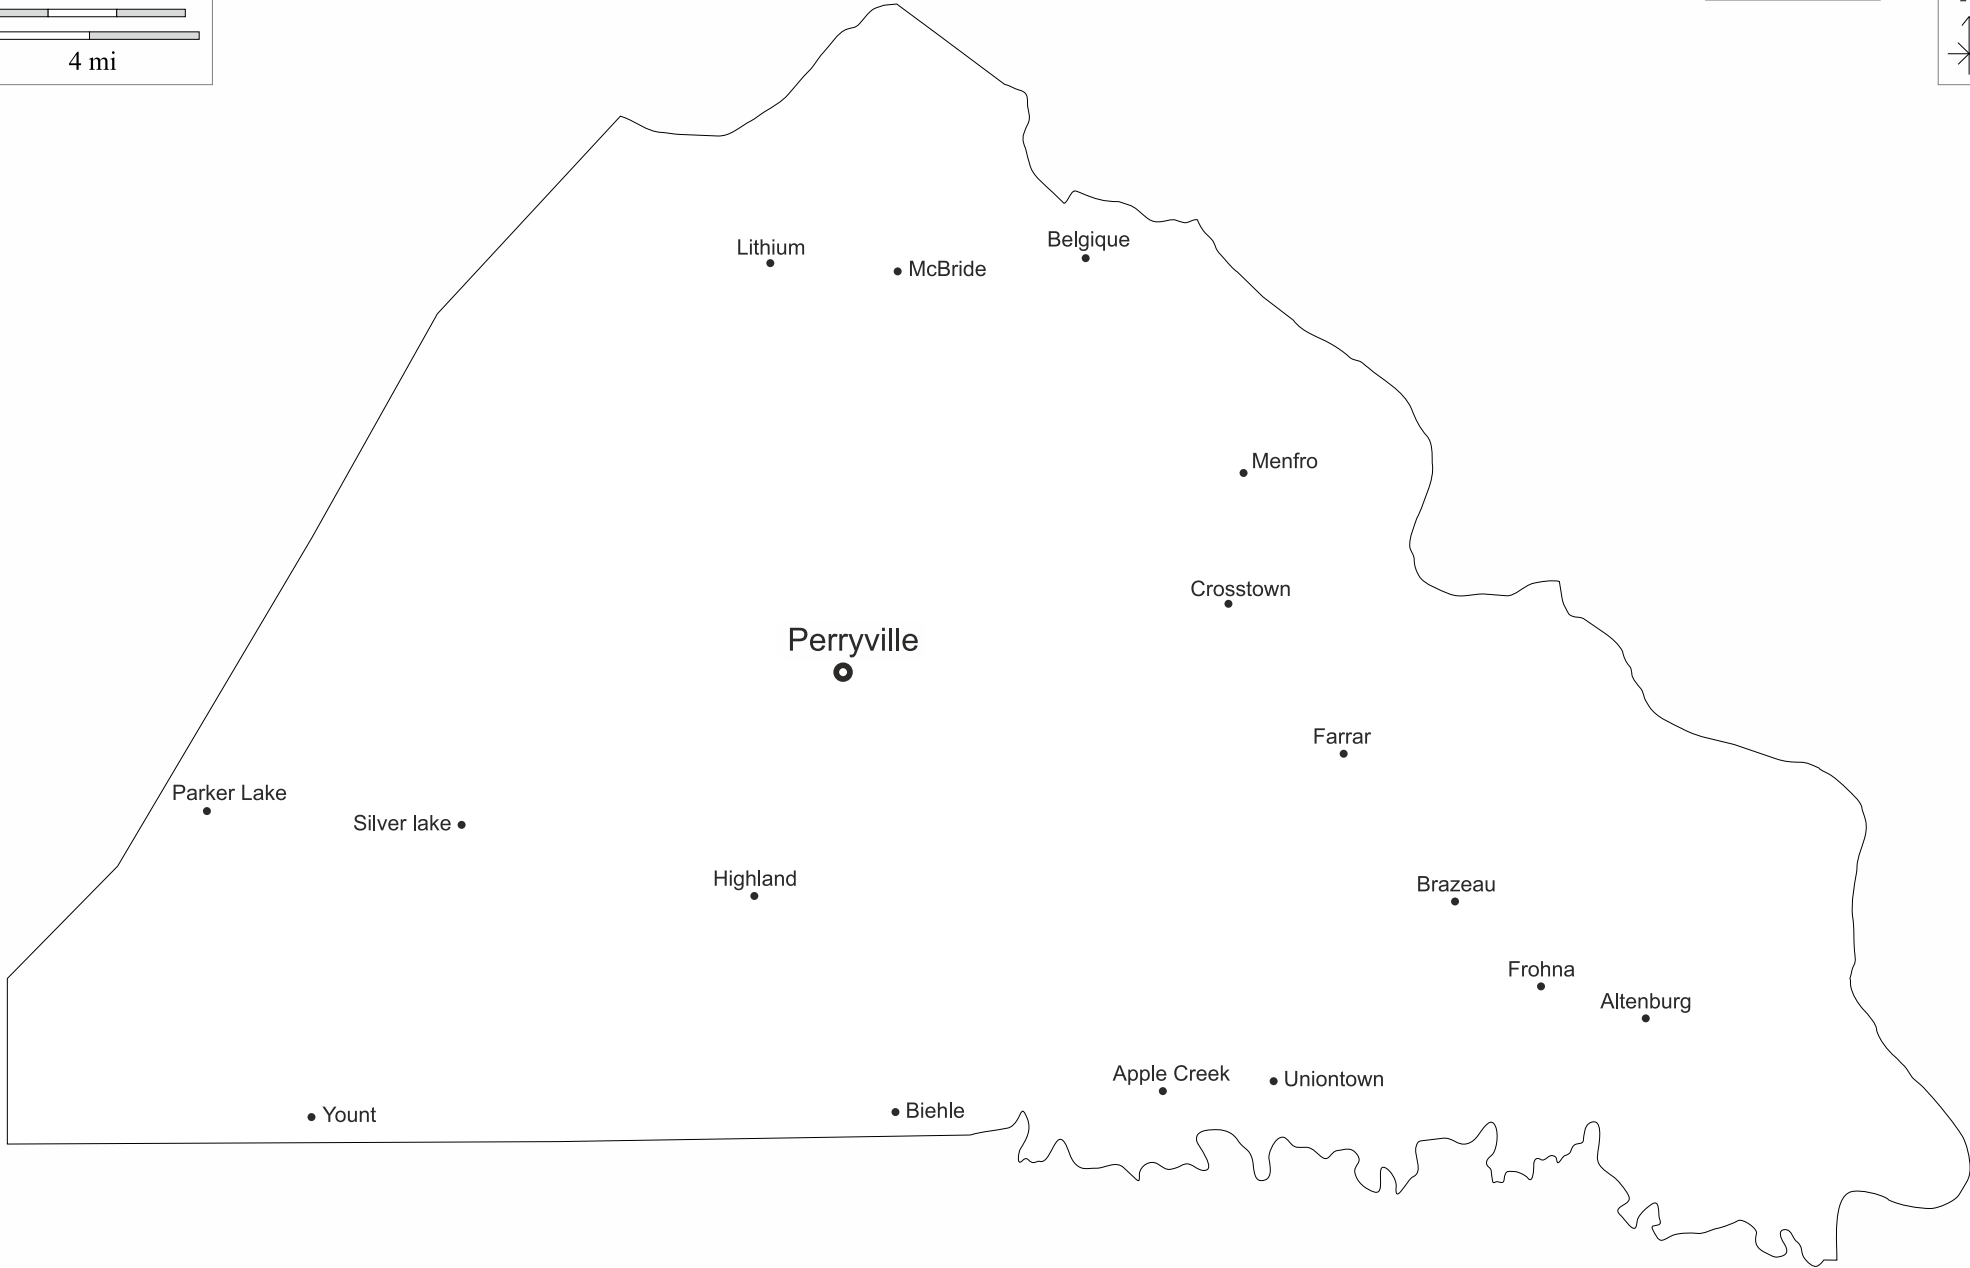 4 mi
Belgique
Lithium
McBride
Menfro
Crosstown
Perryville
Farrar
Parker Lake
Silver lake
Highland
Brazeau
Frohna
Altenburg
Apple Creek
Uniontown
Biehle
Yount